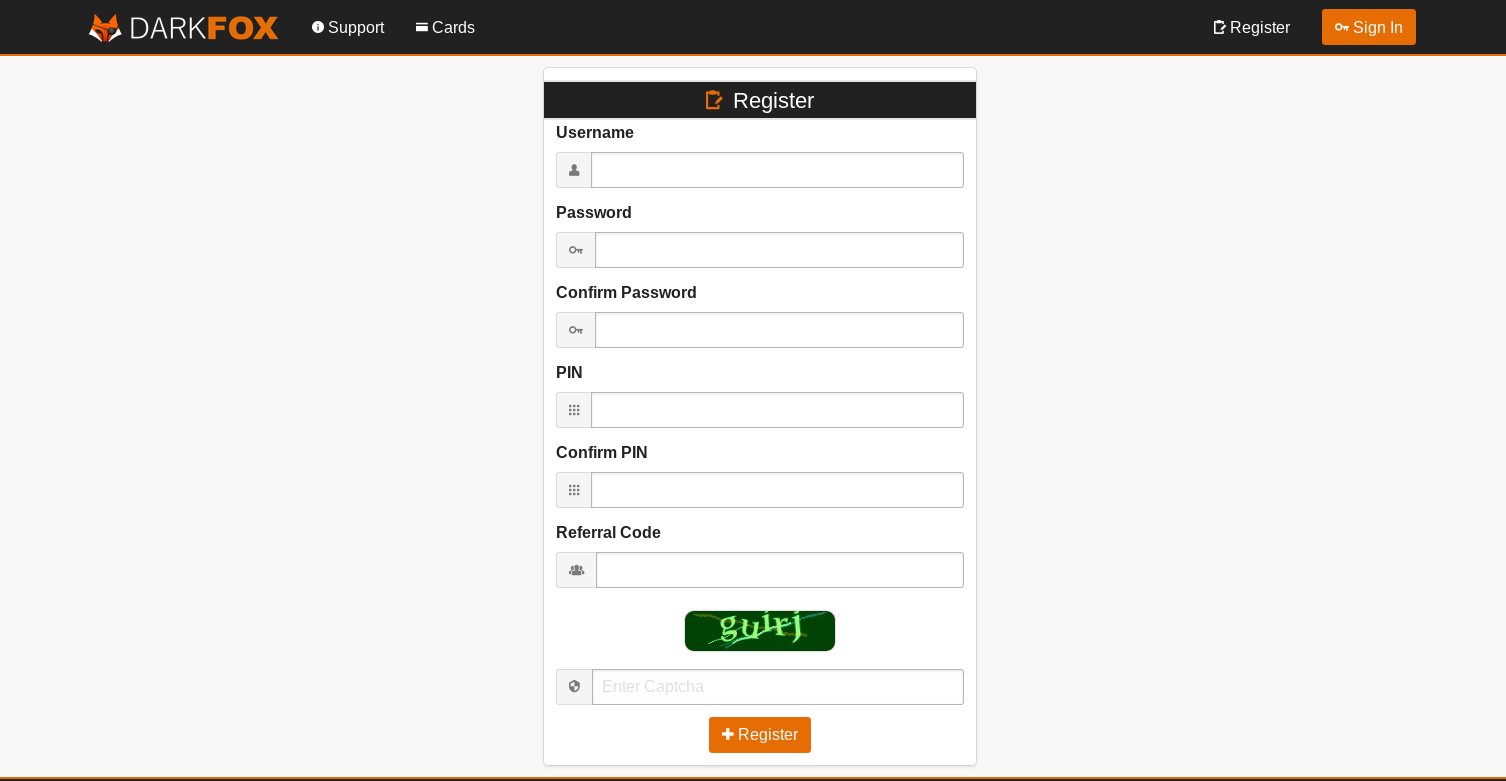 DARKFOX Support Cards Register Sign In
Register
Username
Password
Confirm Password
PIN
Confirm PIN
Referral Code
gulrj
Enter Captcha
Register